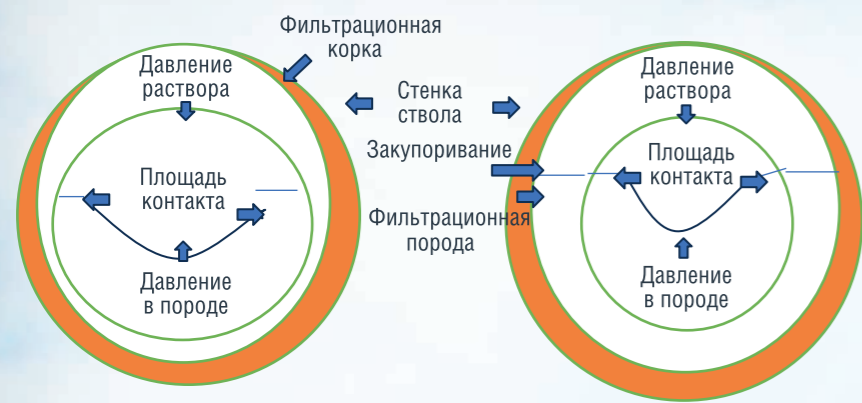 Фильтрационная
корка
Давление
раствора
Стенка
ствола
Закупоривание
Площадь
контакта
Фильтрационная
порода
Давление
в породе
Давление
раствора
Площадь
контакта
Давление
в породе